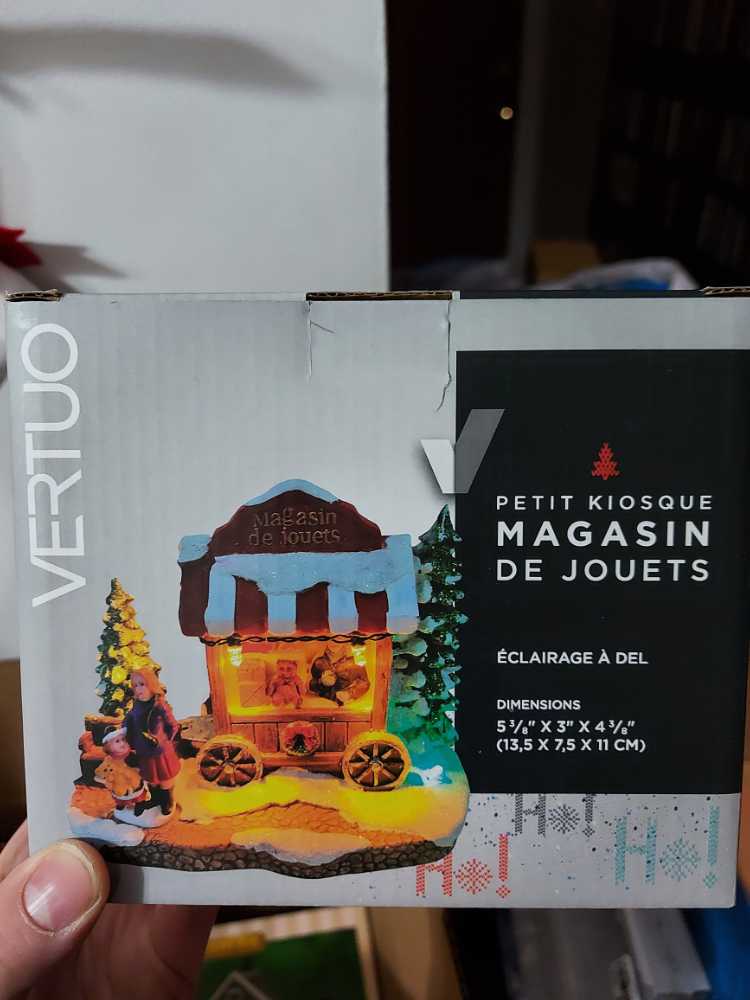 VERTUO
Magasin
de jouets
PETIT KIOSQUE
MAGASIN
DE JOUETS
ÉCLAIRAGE À DEL
DIMENSIONS
5 3/8" X 3" X 4 3/8"
(13,5 X 7,5 X 11 CM)
Ho!
Ho!
Ho!